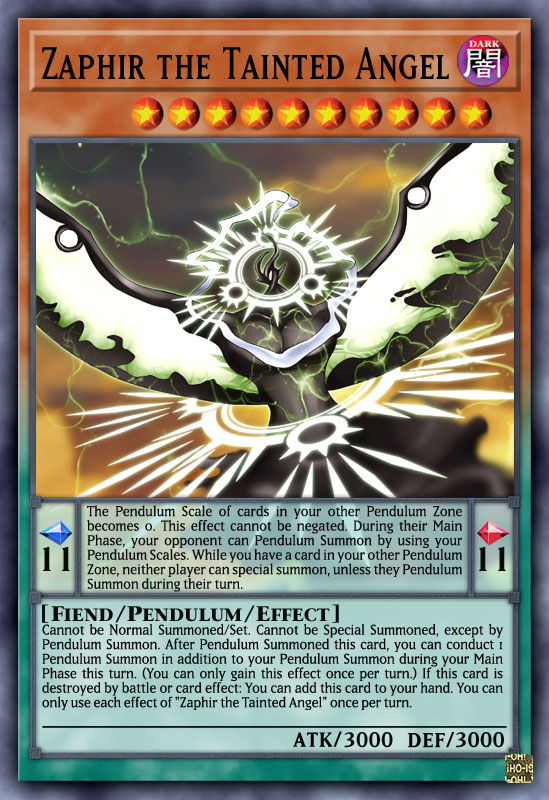 ZAPHIR THE TAINTED ANGEL
DARK
闇
The Pendulum Scale of cards in your other Pendulum Zone
becomes 0. This effect cannot be negated. During their Main
Phase, your opponent can Pendulum Summon by using your
Pendulum Scales. While you have a card in your other Pendulum
Zone, neither player can special summon, unless they Pendulum
Summon during their turn.
11
11
[FIEND/PENDULUM/EFFECT]
Cannot be Normal Summoned/Set. Cannot be Special Summoned, except by
Pendulum Summon. After Pendulum Summoned this card, you can conduct 1
Pendulum Summon in addition to your Pendulum Summon during your Main
Phase this turn. (You can only gain this effect once per turn.) If this card is
destroyed by battle or card effect: You can add this card to your hand. You can
only use each effect of "Zaphir the Tainted Angel" once per turn.
ATK/3000 DEF/3000